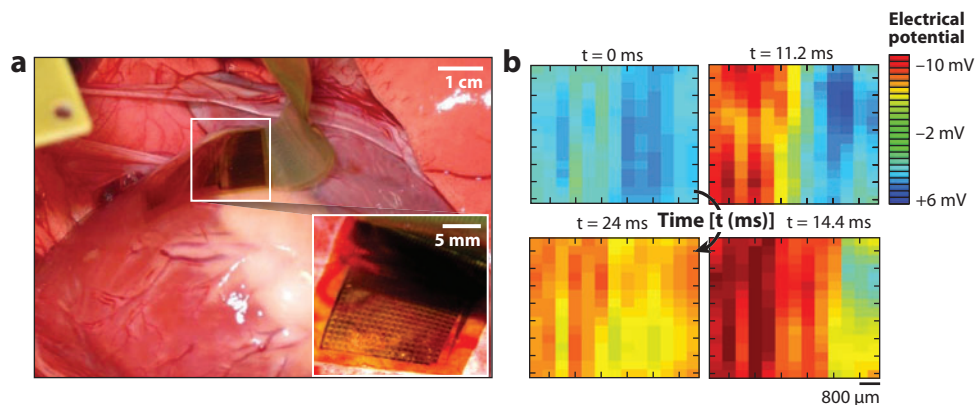 a
1 cm
5 mm
b
t = 0 ms
t = 11.2 ms
Electrical
potential
–10 mV
–2 mV
+6 mV
Time [t (ms)]
t = 24 ms
t = 14.4 ms
800 μm